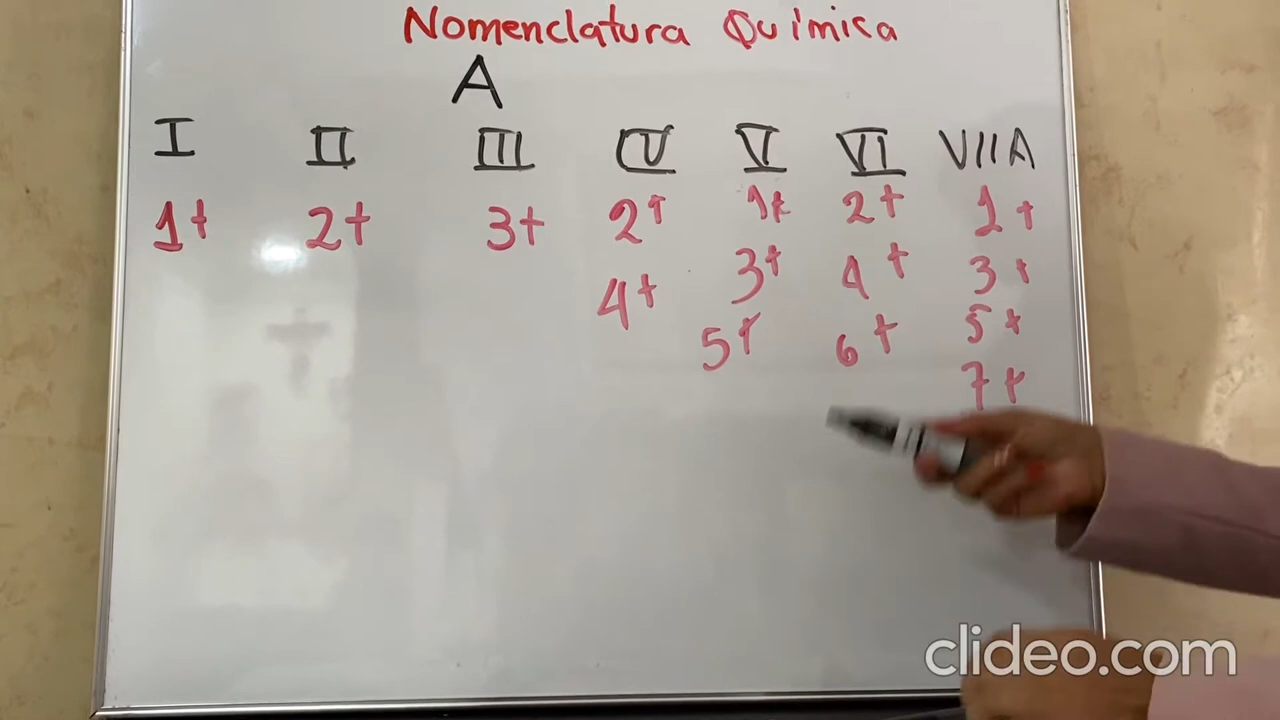 Nomenclatura Química
A
I II III IV V VI VIIA
1+ 2+ 3+ 2+ 1+ 2+ 1+
4+ 3+ 4+ 3+
5+ 6+ 5+
7+
clideo.com